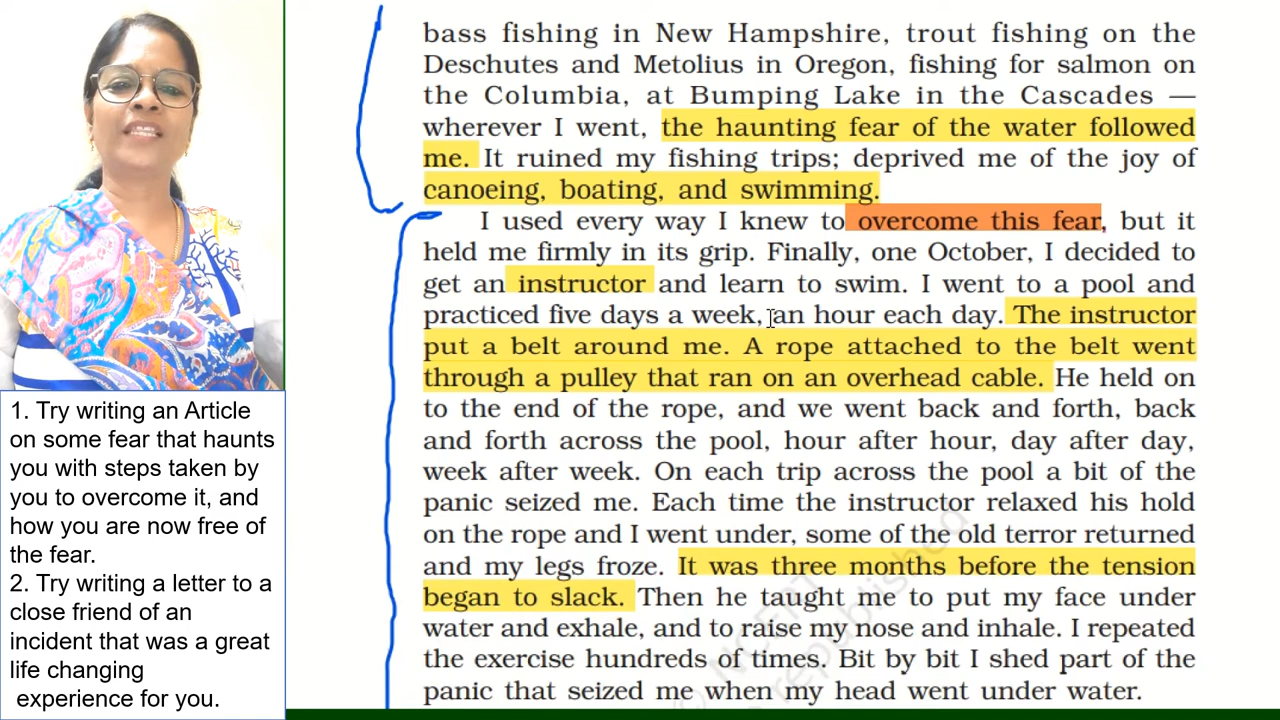 bass fishing in New Hampshire, trout fishing on the
Deschutes and Metolius in Oregon, fishing for salmon on
the Columbia, at Bumping Lake in the Cascades —
wherever I went, the haunting fear of the water followed
me. It ruined my fishing trips; deprived me of the joy of
canoeing, boating, and swimming.
I used every way I knew to overcome this fear, but it
held me firmly in its grip. Finally, one October, I decided to
get an instructor and learn to swim. I went to a pool and
practiced five days a week, an hour each day. The instructor
put a belt around me. A rope attached to the belt went
through a pulley that ran on an overhead cable. He held on
to the end of the rope, and we went back and forth, back
and forth across the pool, hour after hour, day after day,
week after week. On each trip across the pool a bit of the
panic seized me. Each time the instructor relaxed his hold
on the rope and I went under, some of the old terror returned
and my legs froze. It was three months before the tension
began to slack. Then he taught me to put my face under
water and exhale, and to raise my nose and inhale. I repeated
the exercise hundreds of times. Bit by bit I shed part of the
panic that seized me when my head went under water.
1. Try writing an Article
on some fear that haunts
you with steps taken by
you to overcome it, and
how you are now free of
the fear.
2. Try writing a letter to a
close friend of an
incident that was a great
life changing
experience for you.
© NCERT
republished